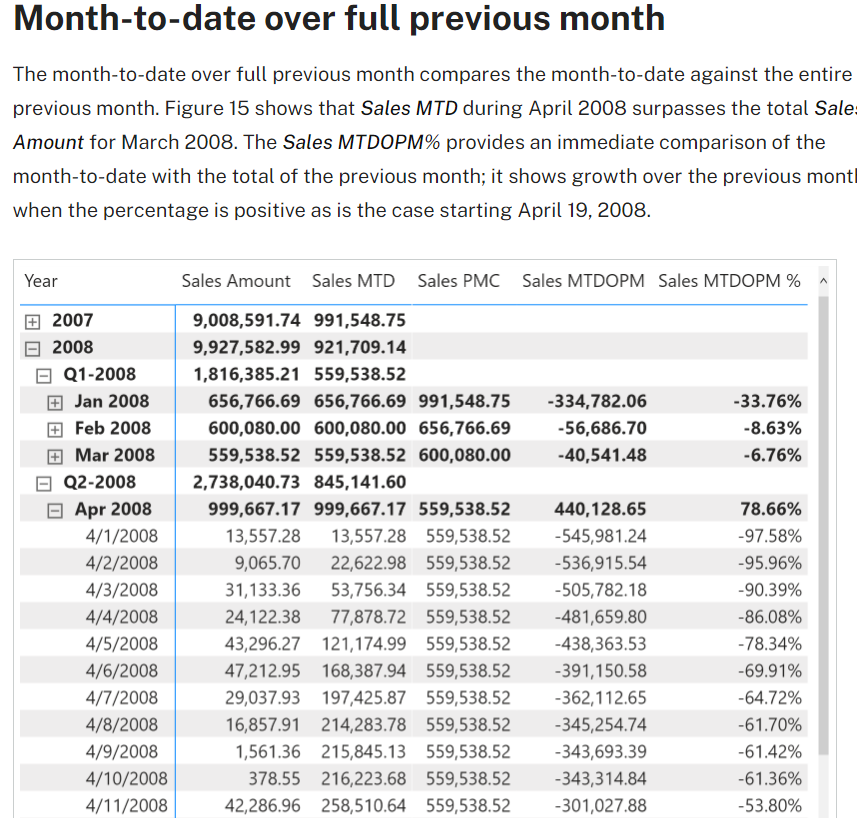 Month-to-date over full previous month
The month-to-date over full previous month compares the month-to-date against the entire
previous month. Figure 15 shows that Sales MTD during April 2008 surpasses the total
Amount for March 2008. The Sales MTDOPM% provides an immediate comparison of the
month-to-date with the total of the previous month; it shows growth over the previous
when the percentage is positive as is the case starting April 19, 2008.
Year Sales Amount Sales MTD Sales PMC Sales MTDOPM Sales MTDOPM %
2007 9,008,591.74 991,548.75
2008 9,927,582.99 921,709.14
Q1-2008 1,816,385.21 559,538.52
Jan 2008 656,766.69 656,766.69 991,548.75 -334,782.06 -33.76%
Feb 2008 600,080.00 600,080.00 656,766.69 -56,686.70 -8.63%
Mar 2008 559,538.52 559,538.52 600,080.00 -40,541.48 -6.76%
Q2-2008 2,738,040.73 845,141.60
Apr 2008 999,667.17 999,667.17 559,538.52 440,128.65 78.66%
4/1/2008 13,557.28 13,557.28 559,538.52 -545,981.24 -97.58%
4/2/2008 9,065.70 22,622.98 559,538.52 -536,915.54 -95.96%
4/3/2008 31,133.36 53,756.34 559,538.52 -505,782.18 -90.39%
4/4/2008 24,122.38 77,878.72 559,538.52 -481,659.80 -86.08%
4/5/2008 43,296.27 121,174.99 559,538.52 -438,363.53 -78.34%
4/6/2008 47,212.95 168,387.94 559,538.52 -391,150.58 -69.91%
4/7/2008 29,037.93 197,425.87 559,538.52 -362,112.65 -64.72%
4/8/2008 16,857.91 214,283.78 559,538.52 -345,254.74 -61.70%
4/9/2008 1,561.36 215,845.13 559,538.52 -343,693.39 -61.42%
4/10/2008 378.55 216,223.68 559,538.52 -343,314.84 -61.36%
4/11/2008 42,286.96 258,510.64 559,538.52 -301,027.88 -53.80%